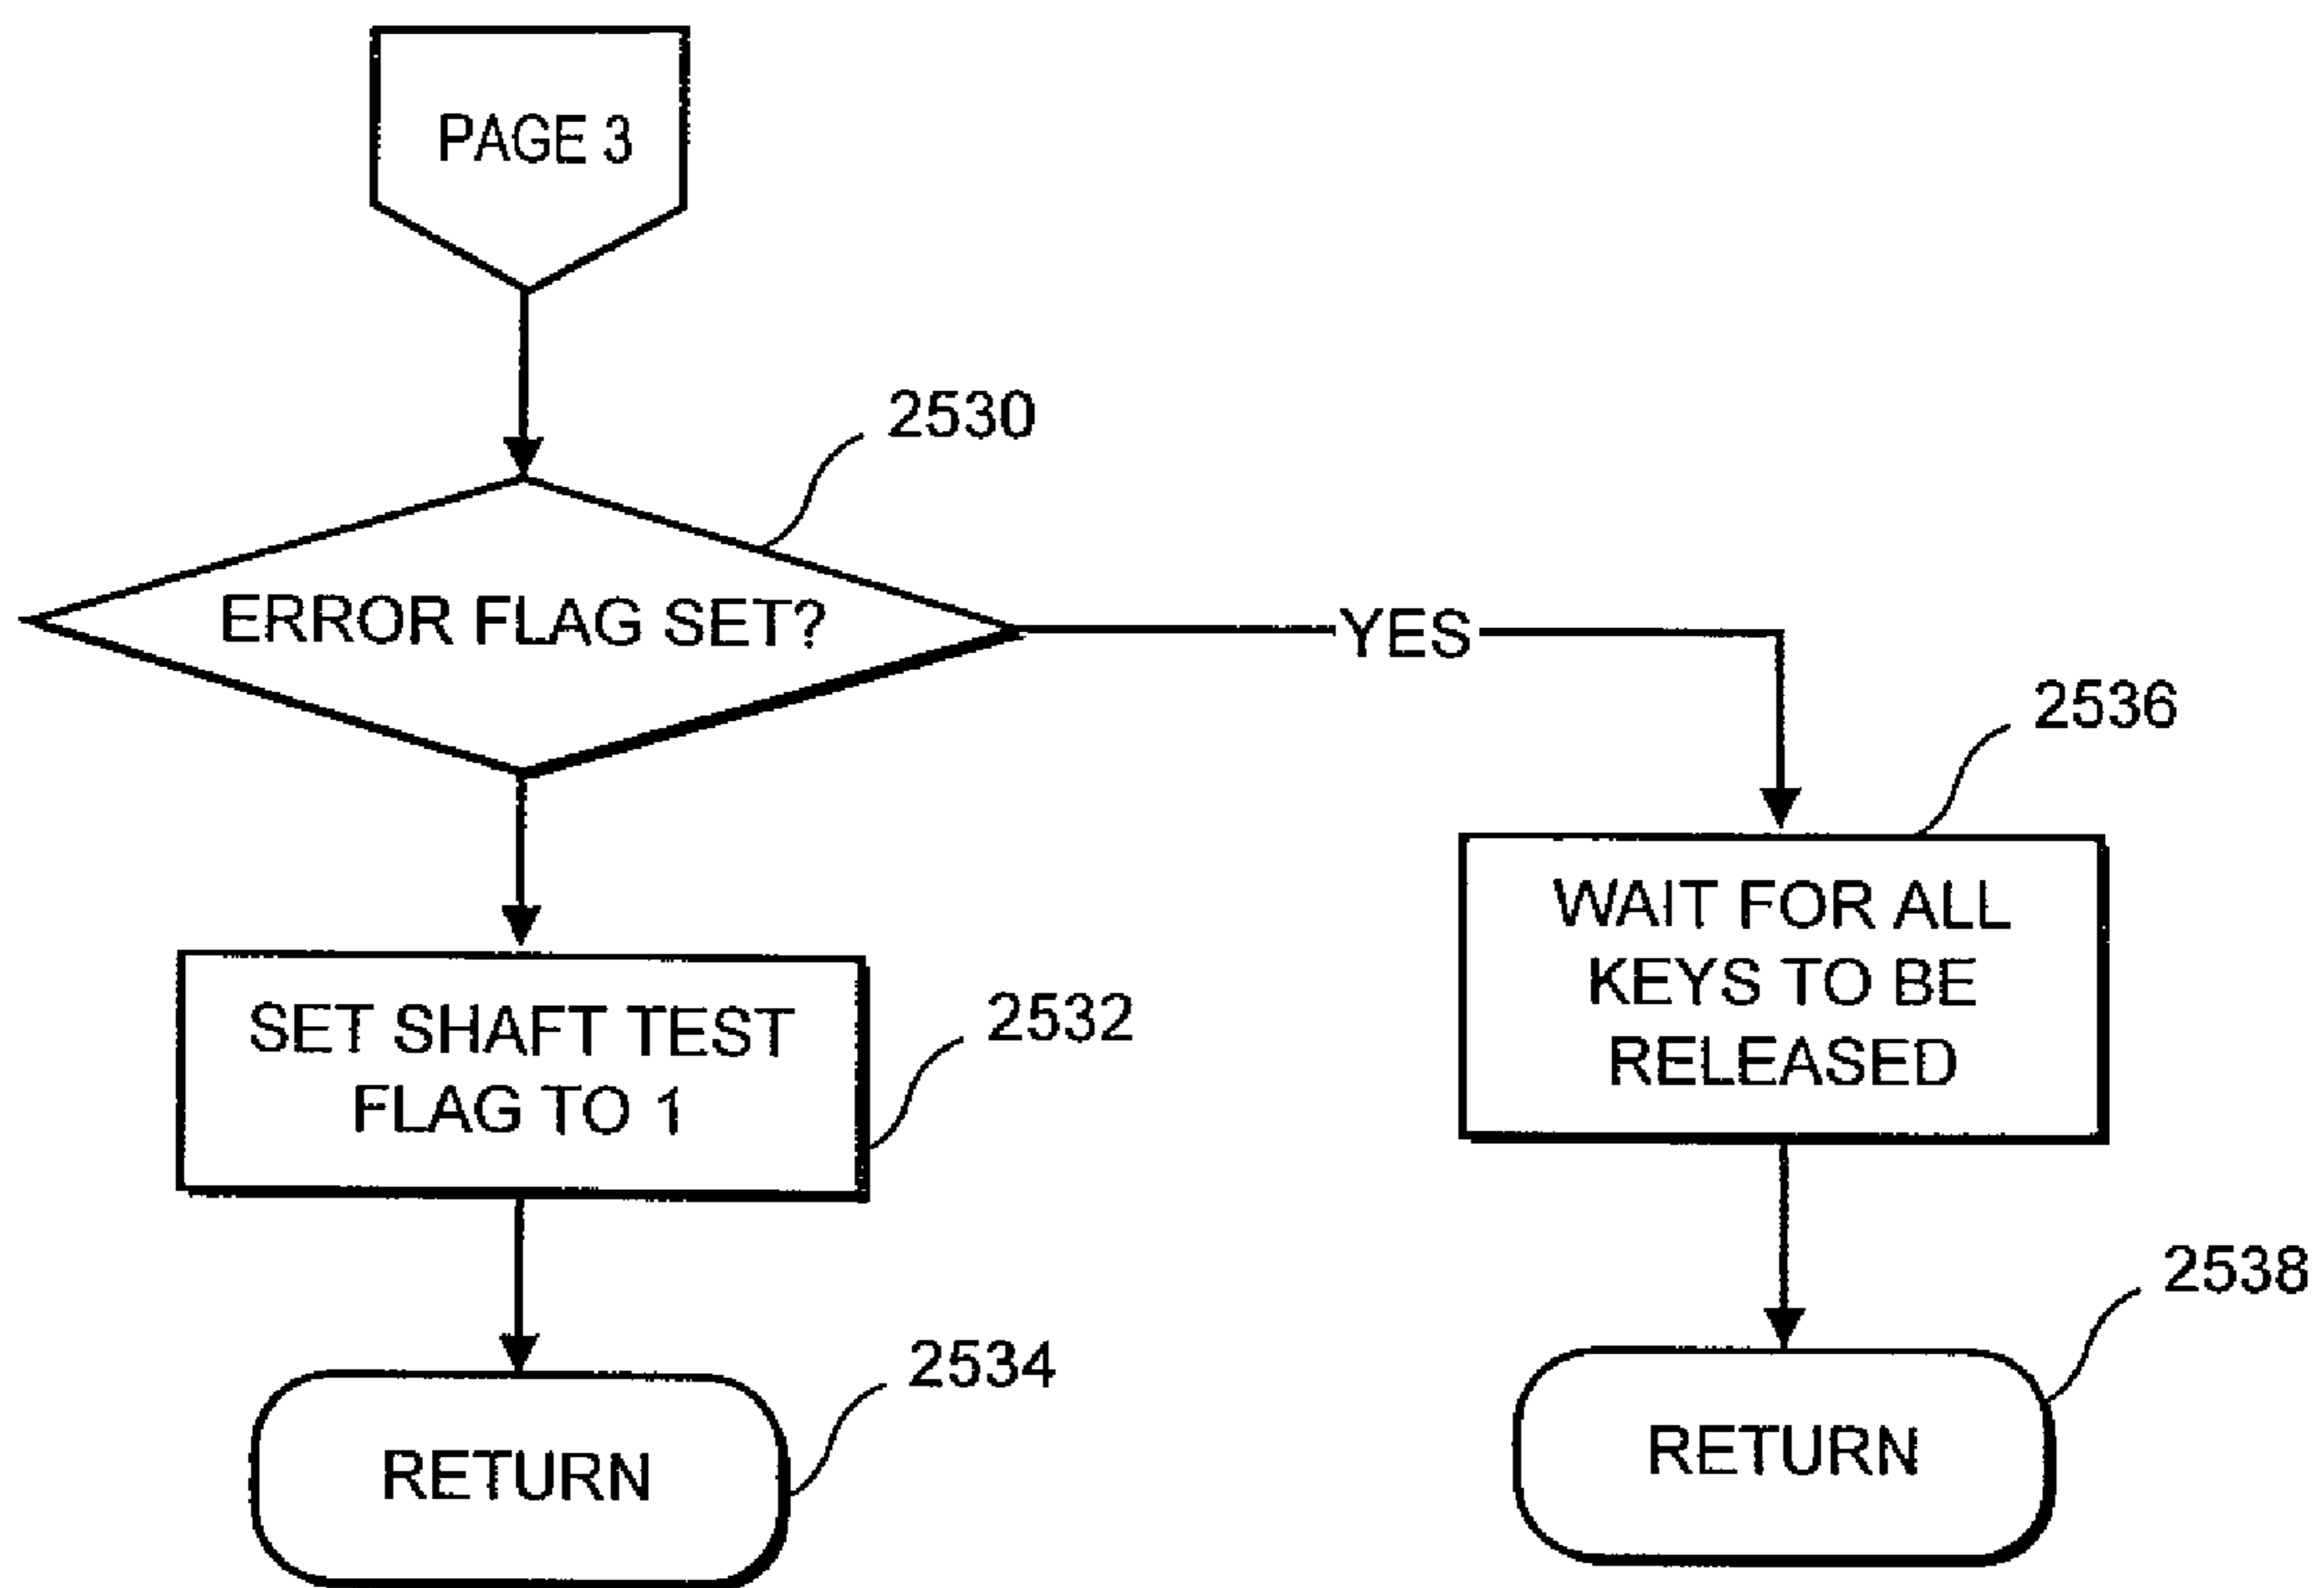 PAGE 3
2530
ERROR FLAG SET?
YES
2536
WAIT FOR ALL
KEYS TO BE
RELEASED
SET SHAFT TEST
FLAG TO 1
2532
2538
2534
RETURN
RETURN